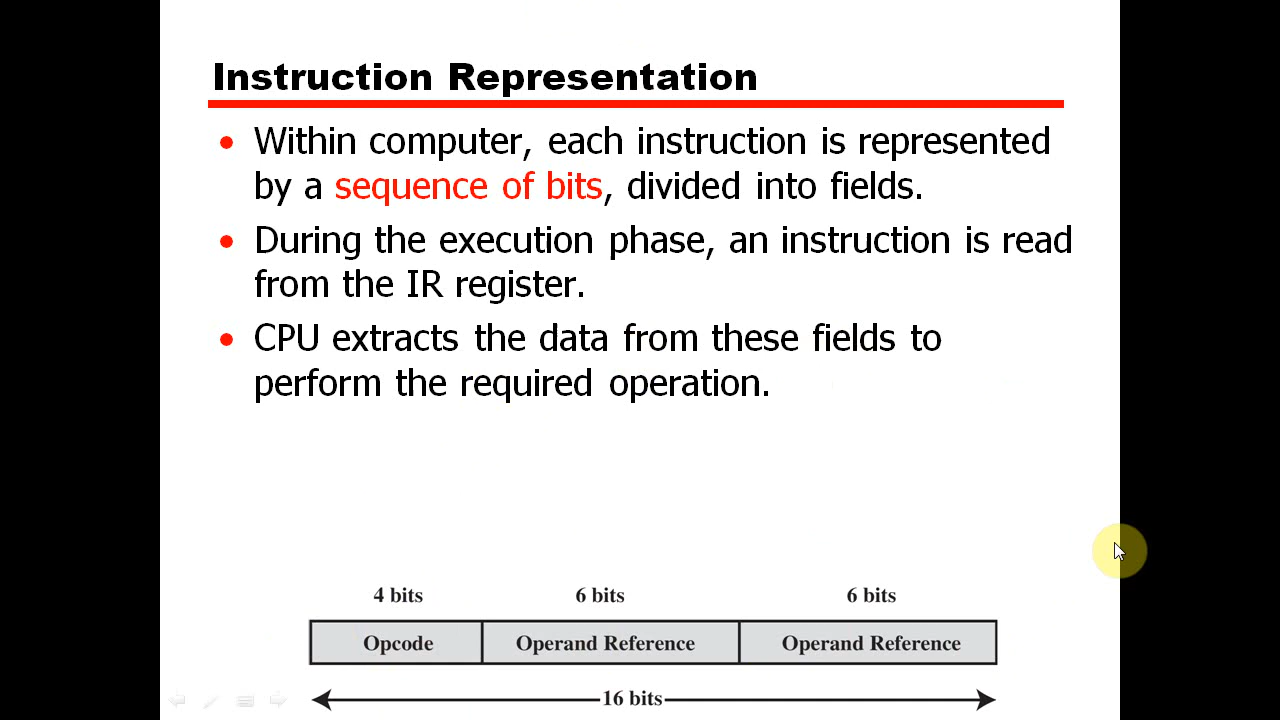 Instruction Representation
• Within computer, each instruction is represented
by a sequence of bits, divided into fields.
• During the execution phase, an instruction is read
from the IR register.
• CPU extracts the data from these fields to
perform the required operation.
4 bits 6 bits 6 bits
Opcode Operand Reference Operand Reference
16 bits